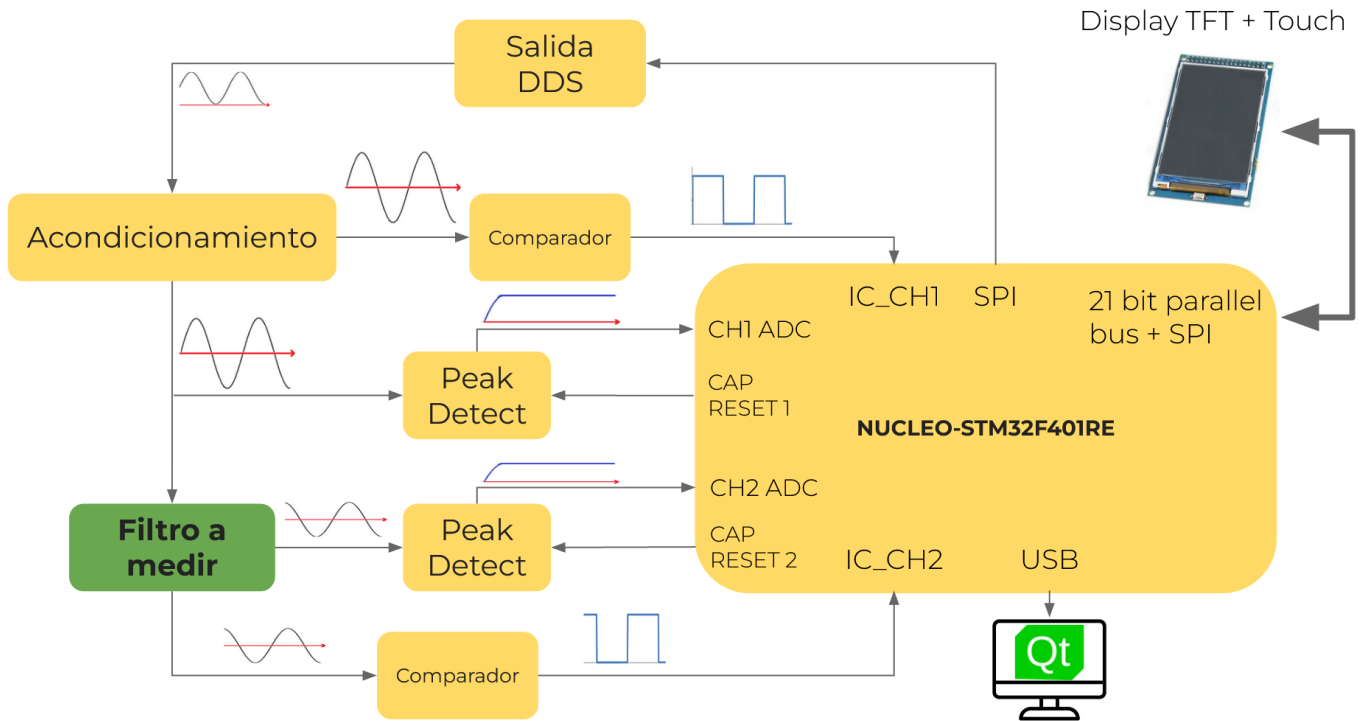 Display TFT + Touch
Salida
DDS
Acondicionamiento
Comparador
IC_CH1
SPI
21 bit parallel
bus + SPI
CH1 ADC
Peak
Detect
CAP
RESET 1
NUCLEO-STM32F401RE
CH2 ADC
Filtro a
medir
Peak
Detect
CAP
RESET 2
IC_CH2
USB
Comparador
Qt